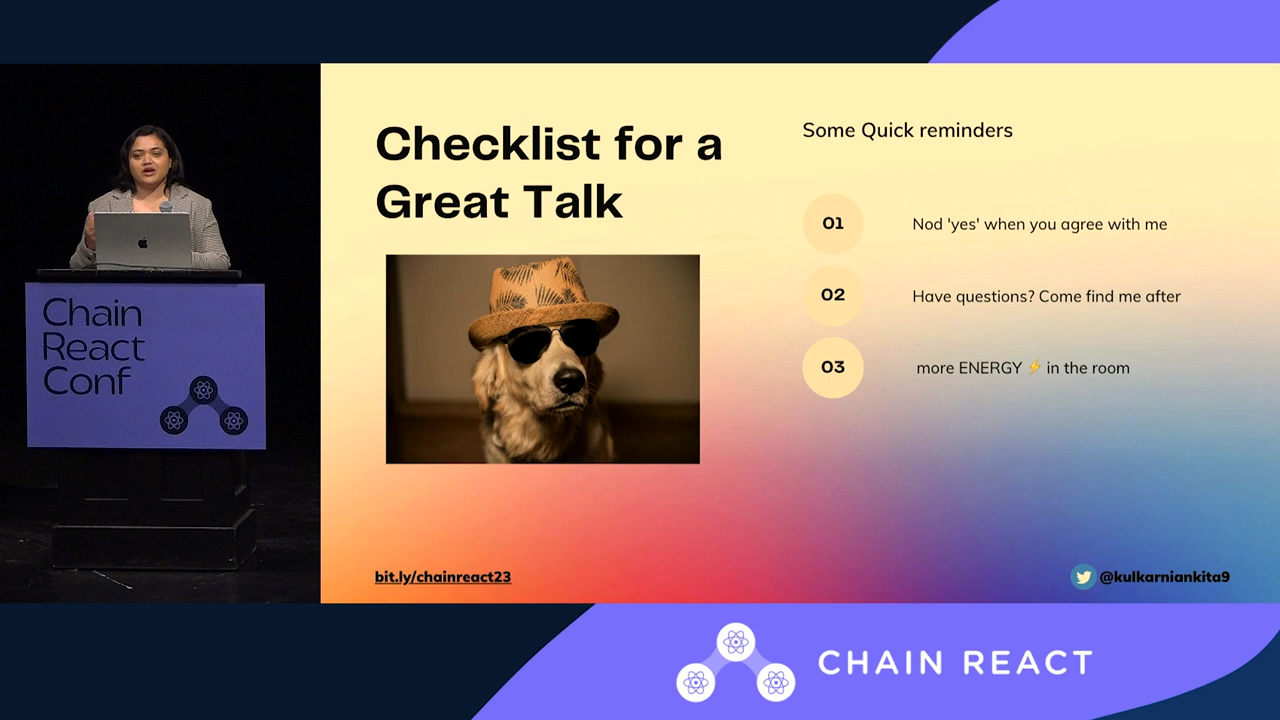 Chain
React
Conf
Checklist for a
Great Talk
Some Quick reminders
01 Nod 'yes' when you agree with me
02 Have questions? Come find me after
03 more ENERGY ⚡ in the room
bit.ly/chainreact23
@kulkarniankita9
CHAIN REACT